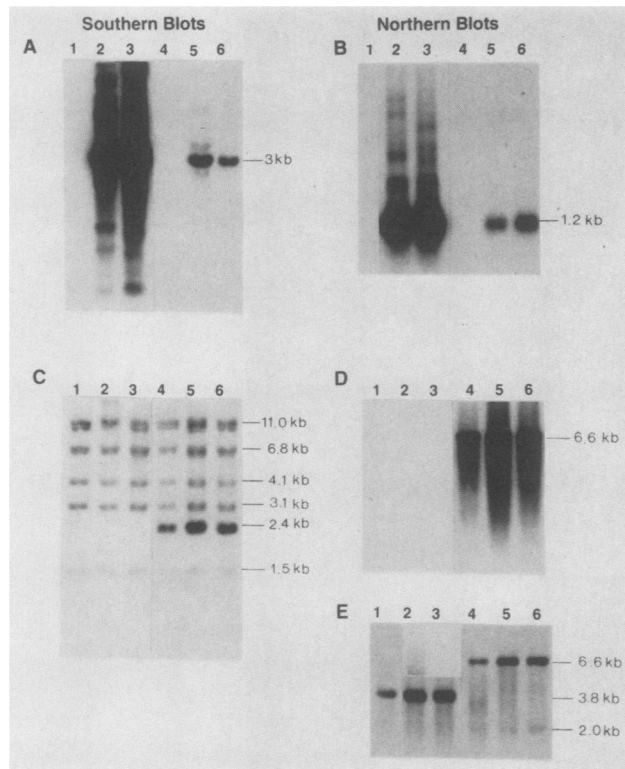 Southern Blots
Northern Blots
A
1 2 3 4 5 6
3 kb
B
1 2 3 4 5 6
1.2 kb
C
1 2 3 4 5 6
11.0 kb
6.8 kb
4.1 kb
3.1 kb
2.4 kb
1.5 kb
D
1 2 3 4 5 6
6.6 kb
E
1 2 3 4 5 6
6.6 kb
3.8 kb
2.0 kb